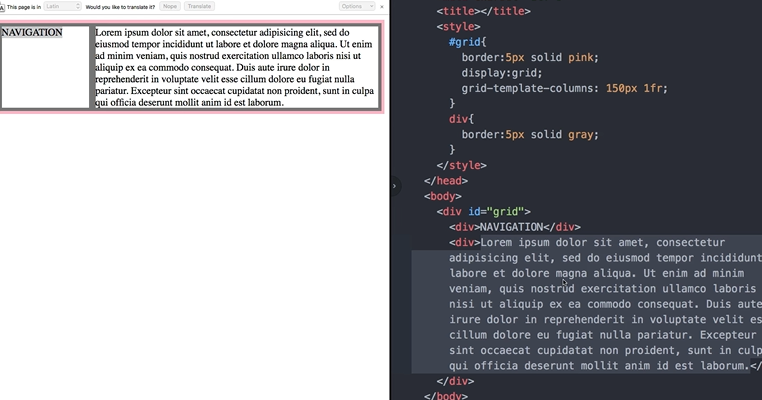 This page is in Latin Would you like to translate it? Nope Translate Options ×
NAVIGATION
Lorem ipsum dolor sit amet, consectetur adipisicing elit, sed do
eiusmod tempor incididunt ut labore et dolore magna aliqua. Ut enim
ad minim veniam, quis nostrud exercitation ullamco laboris nisi ut
aliquip ex ea commodo consequat. Duis aute irure dolor in
reprehenderit in voluptate velit esse cillum dolore eu fugiat nulla
pariatur. Excepteur sint occaecat cupidatat non proident, sunt in culpa
qui officia deserunt mollit anim id est laborum.
<title></title>
<style>
#grid{
border:5px solid pink;
display:grid;
grid-template-columns: 150px 1fr;
}
div{
border:5px solid gray;
}
</style>
</head>
<body>
<div id="grid">
<div>NAVIGATION</div>
<div>Lorem ipsum dolor sit amet, consectetur
adipisicing elit, sed do eiusmod tempor incididunt
labore et dolore magna aliqua. Ut enim ad minim
veniam, quis nostrud exercitation ullamco laboris
nisi ut aliquip ex ea commodo consequat. Duis aute
irure dolor in reprehenderit in voluptate velit es
cillum dolore eu fugiat nulla pariatur. Excepteur
sint occaecat cupidatat non proident, sunt in culp
qui officia deserunt mollit anim id est laborum.</
</div>
</body>